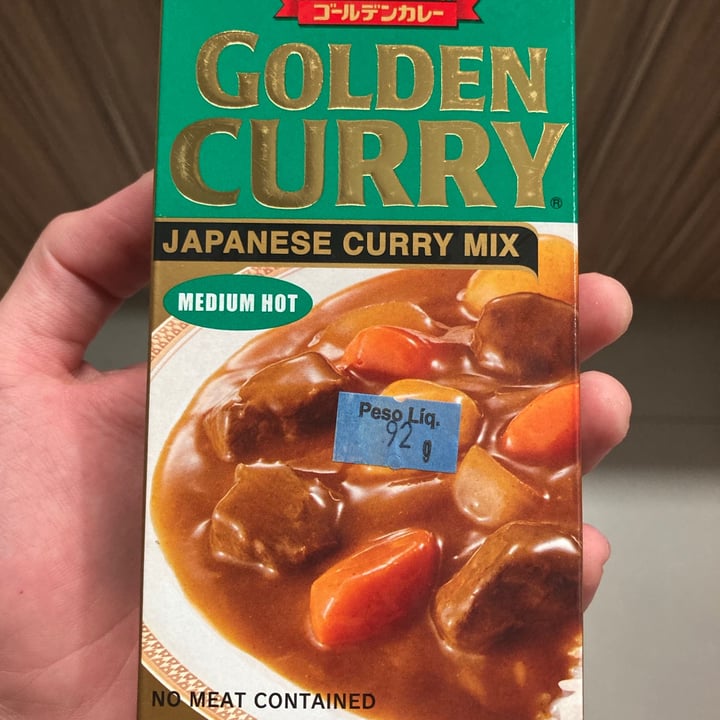 ゴールデンカレー
GOLDEN
CURRY®
JAPANESE CURRY MIX
MEDIUM HOT
Peso Líq.
92 g
NO MEAT CONTAINED